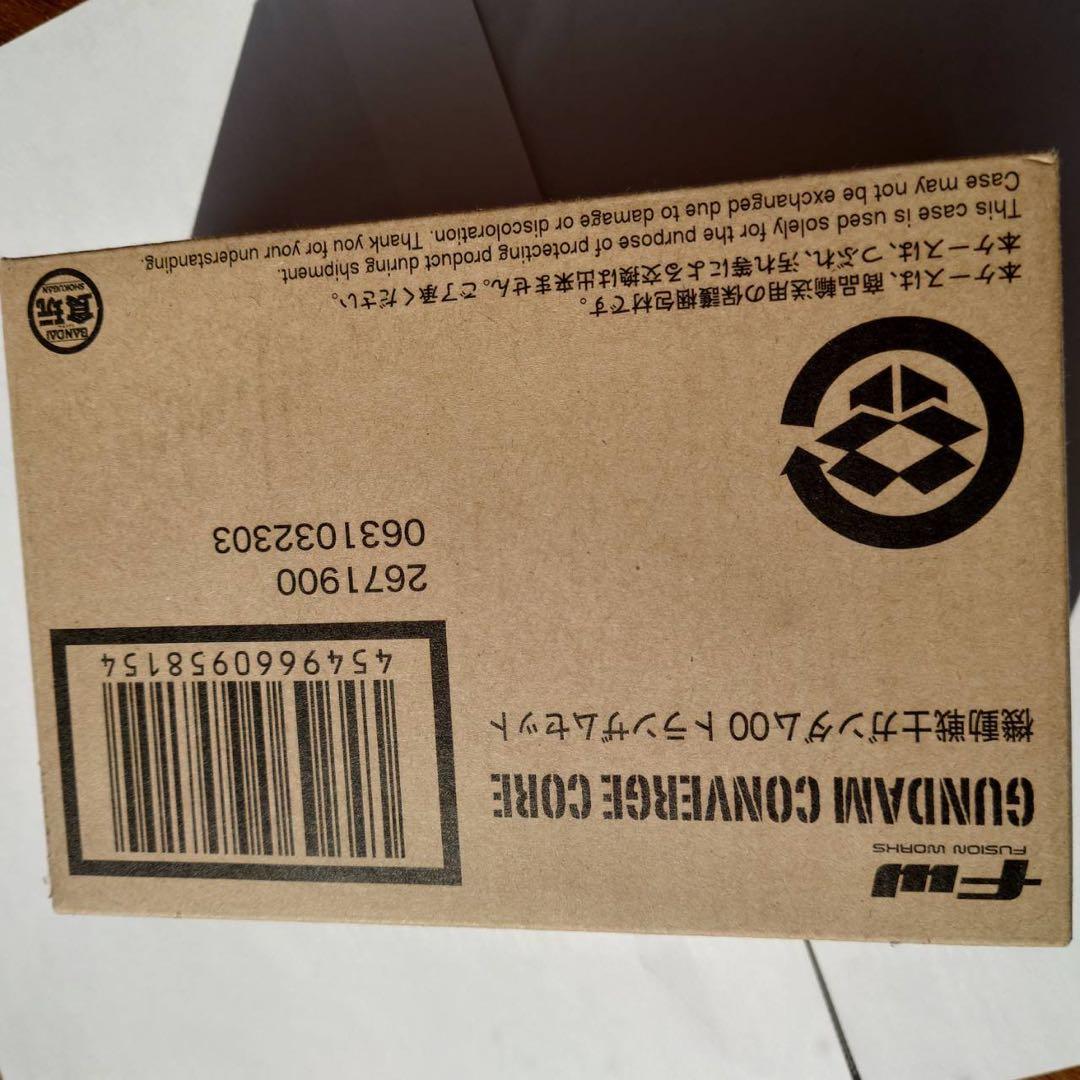 FW
FUSION WORKS
GUNDAM CONVERGE CORE
機動戦士ガンダム00 トランザムセット
4549660958154
2671900
0631032303
本ケースは、商品輸送用の保護梱包材です。
本ケースは、つぶれ、汚れ等による交換は出来ません。ご了承ください。
This case is used solely for the purpose of protecting product during shipment.
Case may not be exchanged due to damage or discoloration. Thank you for your understanding.
BANDAI
食玩
SHOKUGAN